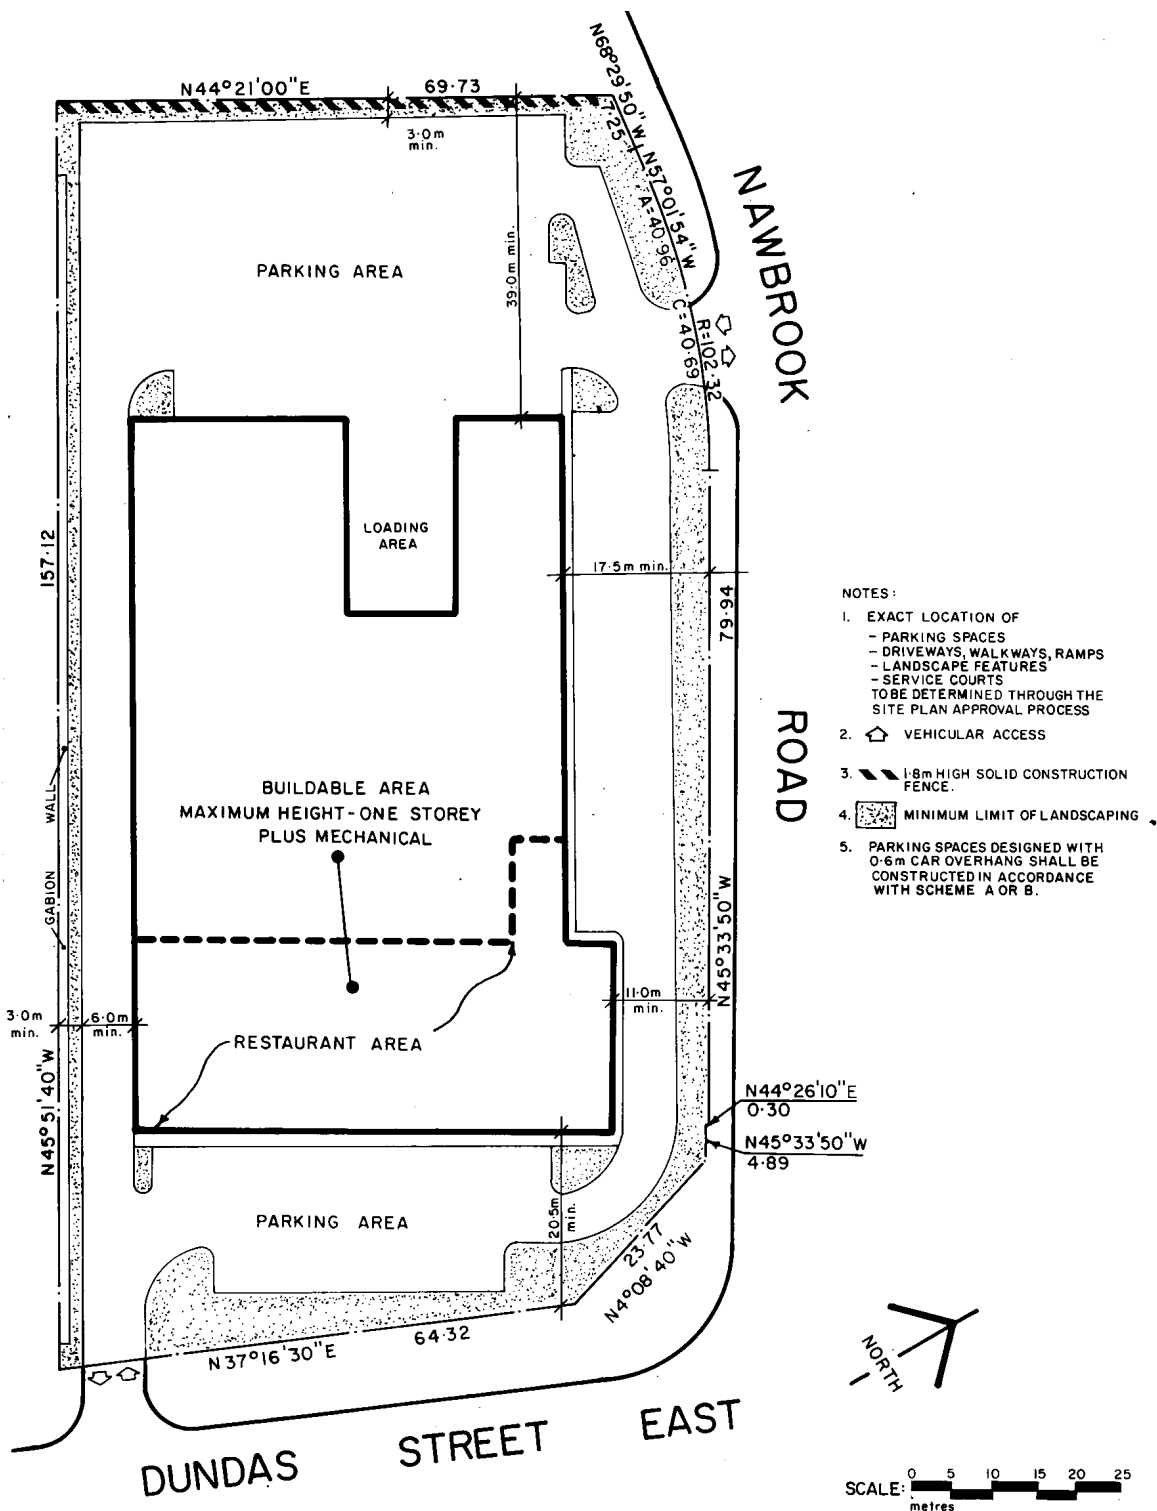 N44°21'00"E
69·73
N68°29'50"W
7·25
3·0m
min.
N57°01'54"W
A=40·96
NAWBROOK
PARKING AREA
39·0m min.
C=40·69
R=102·32
LOADING
AREA
157·12
17·5m min.
79·94
NOTES:
1. EXACT LOCATION OF
- PARKING SPACES
- DRIVEWAYS, WALKWAYS, RAMPS
- LANDSCAPE FEATURES
- SERVICE COURTS
TO BE DETERMINED THROUGH THE
SITE PLAN APPROVAL PROCESS
2. VEHICULAR ACCESS
3. 1·8m HIGH SOLID CONSTRUCTION
FENCE.
4. MINIMUM LIMIT OF LANDSCAPING
5. PARKING SPACES DESIGNED WITH
0·6m CAR OVERHANG SHALL BE
CONSTRUCTED IN ACCORDANCE
WITH SCHEME A OR B.
ROAD
BUILDABLE AREA
MAXIMUM HEIGHT-ONE STOREY
PLUS MECHANICAL
GABION WALL
N45°33'50"W
11·0m
min.
3·0m
min.
6·0m
min.
RESTAURANT AREA
N45°51'40"W
N44°26'10"E
0·30
N45°33'50"W
4·89
PARKING AREA
20·5m
min.
23·77
N4°08'40"W
64·32
N37°16'30"E
NORTH
DUNDAS STREET EAST
SCALE: 0 5 10 15 20 25
metres